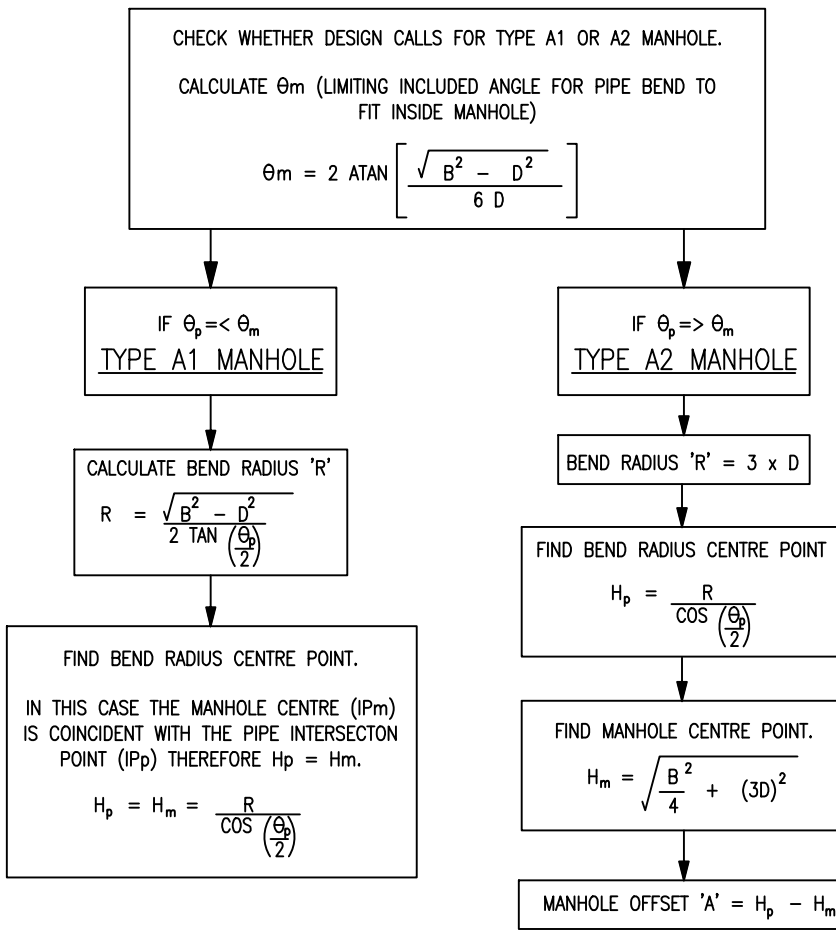 CHECK WHETHER DESIGN CALLS FOR TYPE A1 OR A2 MANHOLE.
CALCULATE Θm (LIMITING INCLUDED ANGLE FOR PIPE BEND TO
FIT INSIDE MANHOLE)
Θm = 2 ATAN [ √(B² - D²) / 6 D ]
IF Θp =< Θm
TYPE A1 MANHOLE
CALCULATE BEND RADIUS 'R'
R = √(B² - D²) / 2 TAN (Θp/2)
FIND BEND RADIUS CENTRE POINT.
IN THIS CASE THE MANHOLE CENTRE (IPm)
IS COINCIDENT WITH THE PIPE INTERSECTON
POINT (IPp) THEREFORE Hp = Hm.
Hp = Hm = R / COS (Θp/2)
IF Θp => Θm
TYPE A2 MANHOLE
BEND RADIUS 'R' = 3 x D
FIND BEND RADIUS CENTRE POINT
Hp = R / COS (Θp/2)
FIND MANHOLE CENTRE POINT.
Hm = √(B²/4 + (3D)²)
MANHOLE OFFSET 'A' = Hp - Hm